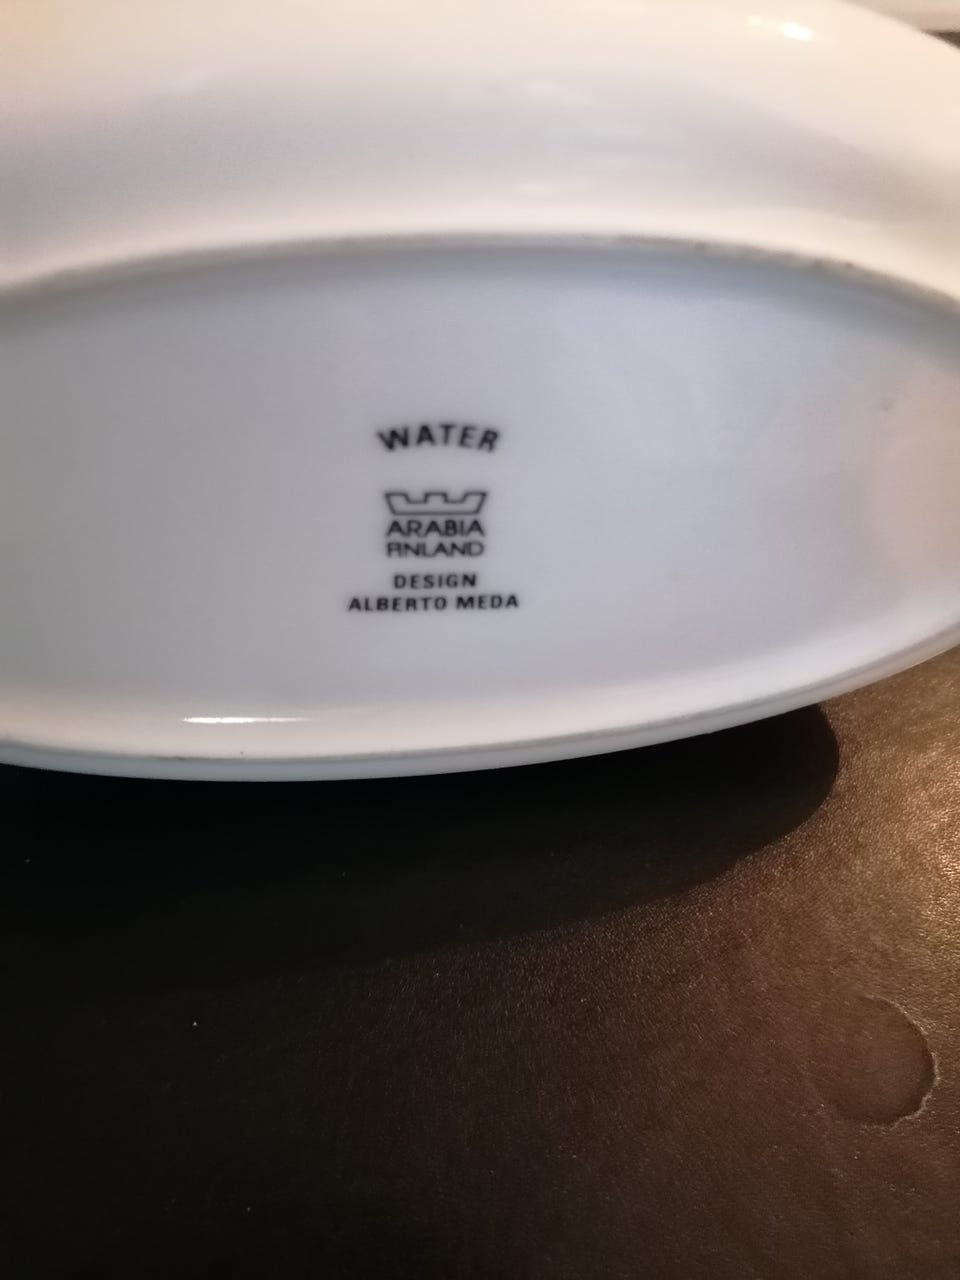 WATER
ARABIA
FINLAND
DESIGN
ALBERTO MEDA